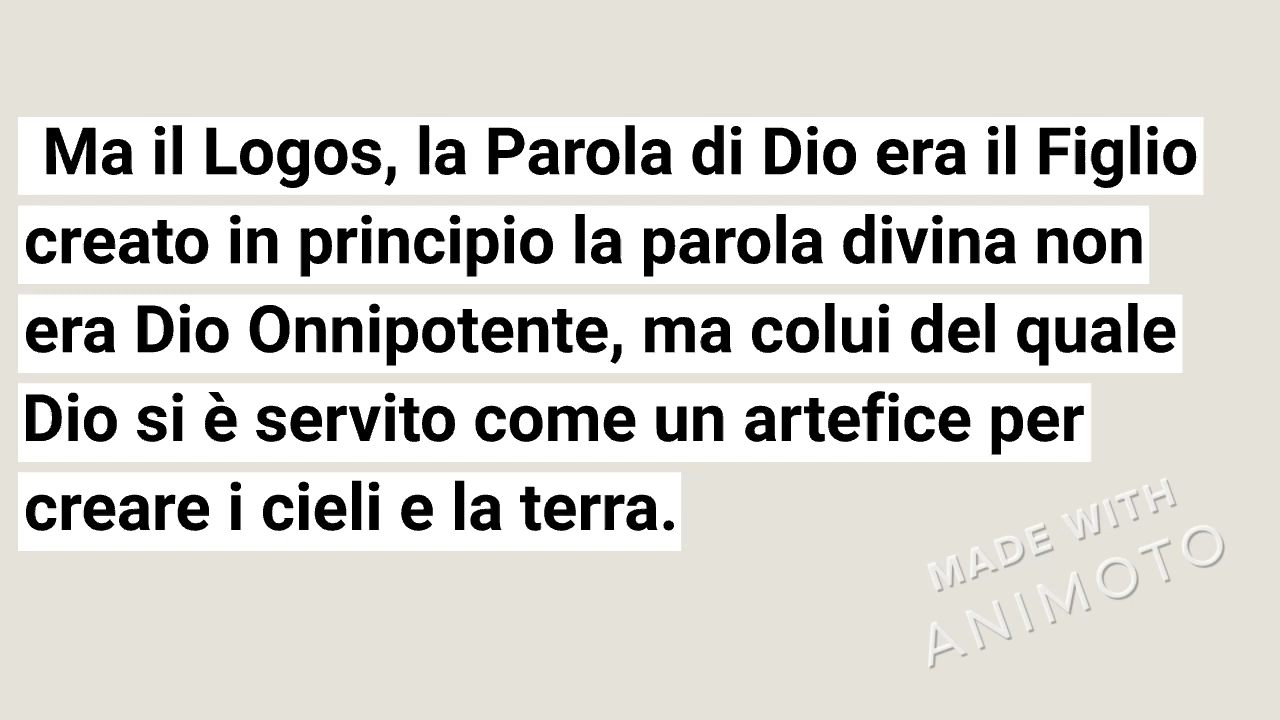 Ma il Logos, la Parola di Dio era il Figlio
creato in principio la parola divina non
era Dio Onnipotente, ma colui del quale
Dio si è servito come un artefice per
creare i cieli e la terra.
MADE WITH
ANIMOTO